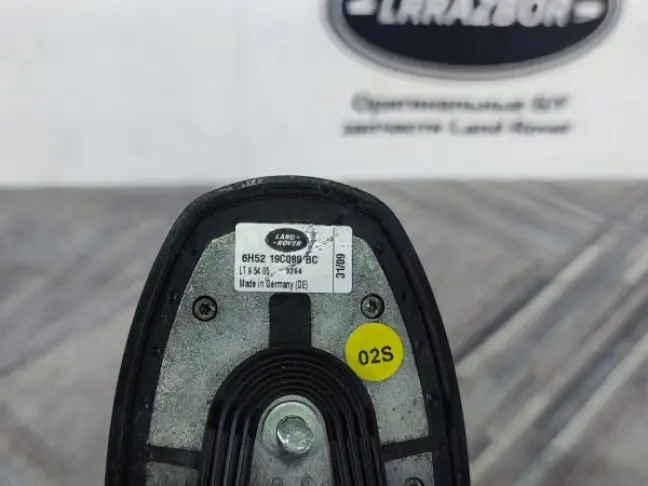 LRRAZBOR
Оригинальные Б/У
запчасти Land Rover
LAND
ROVER
6H52 19C089 BC
LT 9 54 05 9264
Made in Germany (DE)
31/09
02S